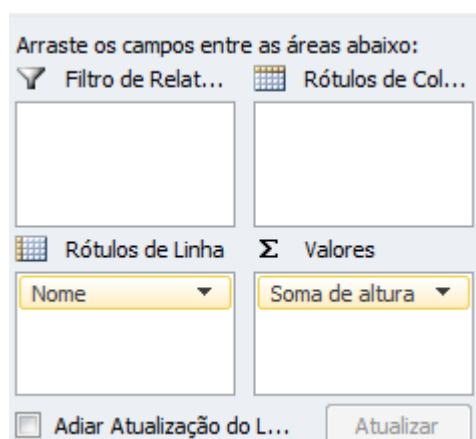 Arraste os campos entre as áreas abaixo:
Filtro de Relat... Rótulos de Col...
Rótulos de Linha Σ Valores
Nome Soma de altura
Adiar Atualização do L... Atualizar